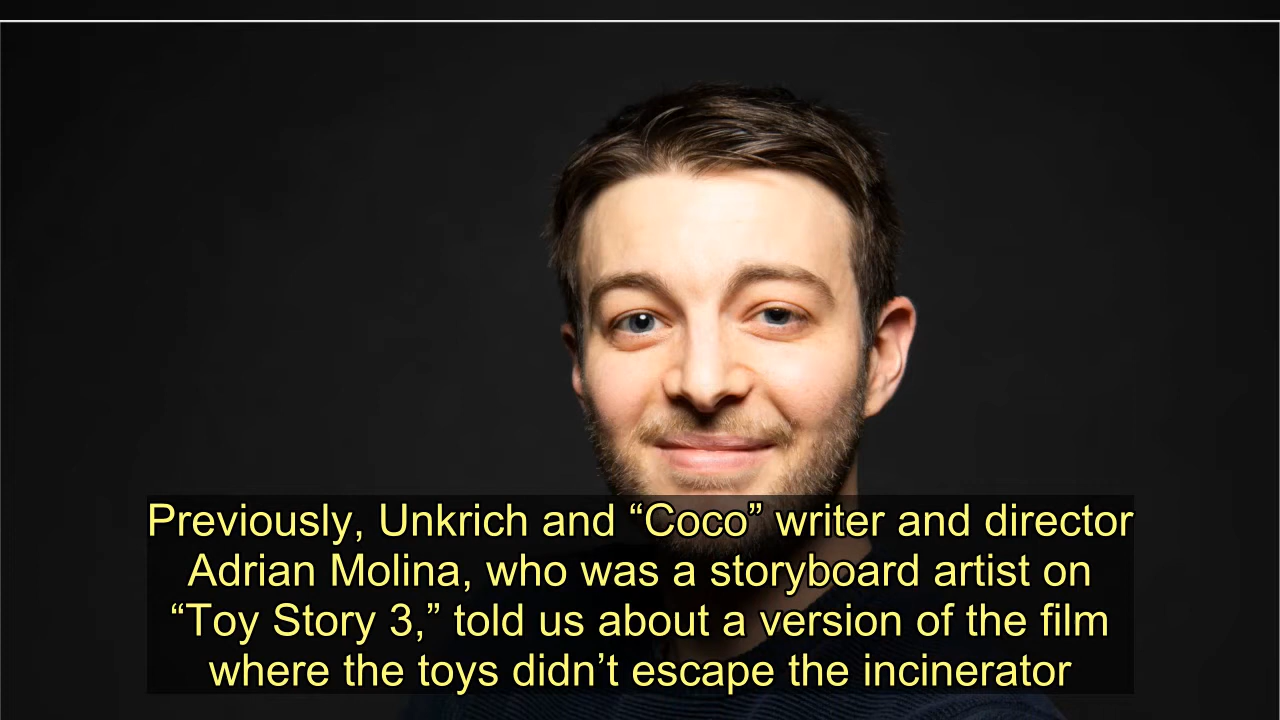 Previously, Unkrich and “Coco” writer and director
Adrian Molina, who was a storyboard artist on
“Toy Story 3,” told us about a version of the film
where the toys didn’t escape the incinerator